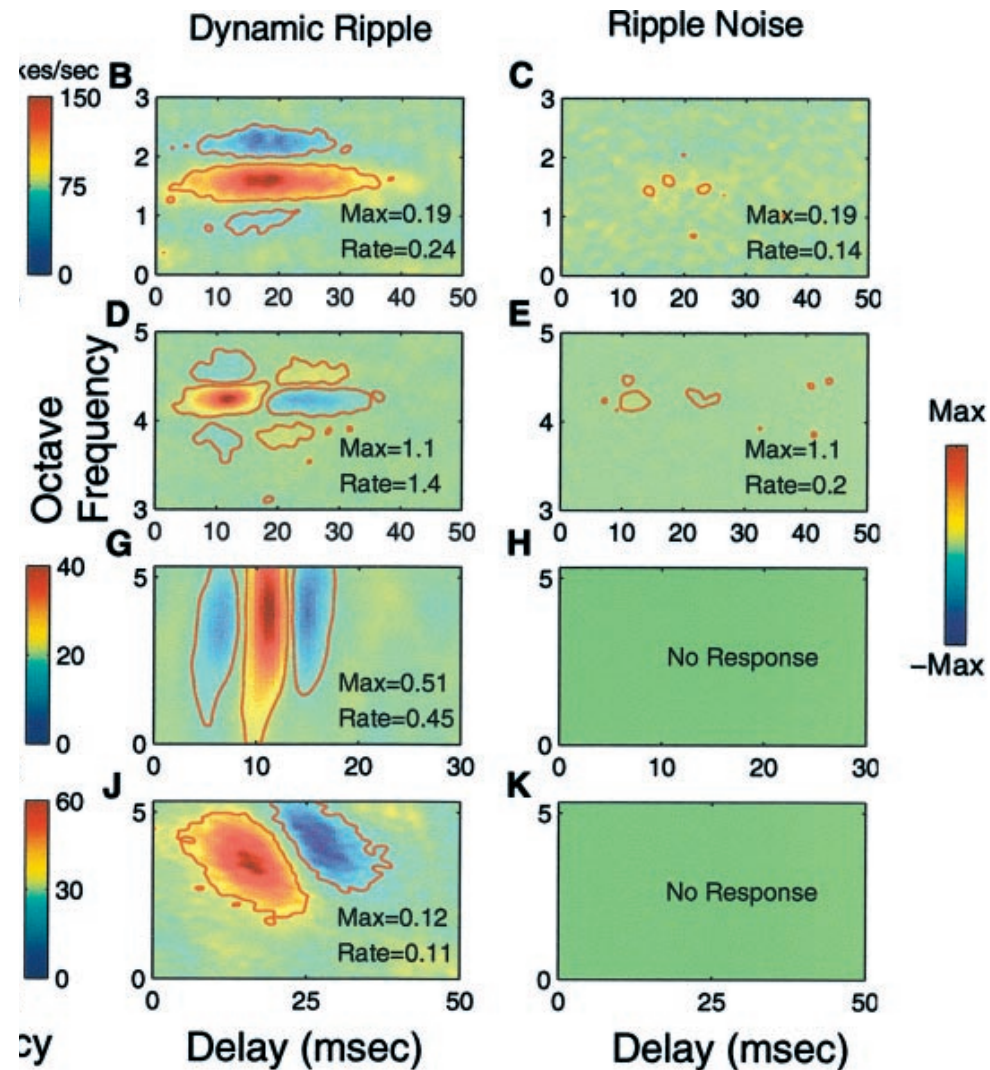 Dynamic Ripple
Ripple Noise
kes/sec
B
C
150
75
0
3
2
1
0
Max=0.19
Rate=0.24
0 10 20 30 40 50
3
2
1
0
Max=0.19
Rate=0.14
0 10 20 30 40 50
D
E
Octave
Frequency
5
4
3
Max=1.1
Rate=1.4
0 10 20 30 40 50
5
4
3
Max=1.1
Rate=0.2
0 10 20 30 40 50
Max
−Max
G
H
40
20
0
5
0
Max=0.51
Rate=0.45
0 10 20 30
5
0
No Response
0 10 20 30
J
K
60
30
0
5
0
Max=0.12
Rate=0.11
0 25 50
5
0
No Response
0 25 50
cy
Delay (msec)
Delay (msec)